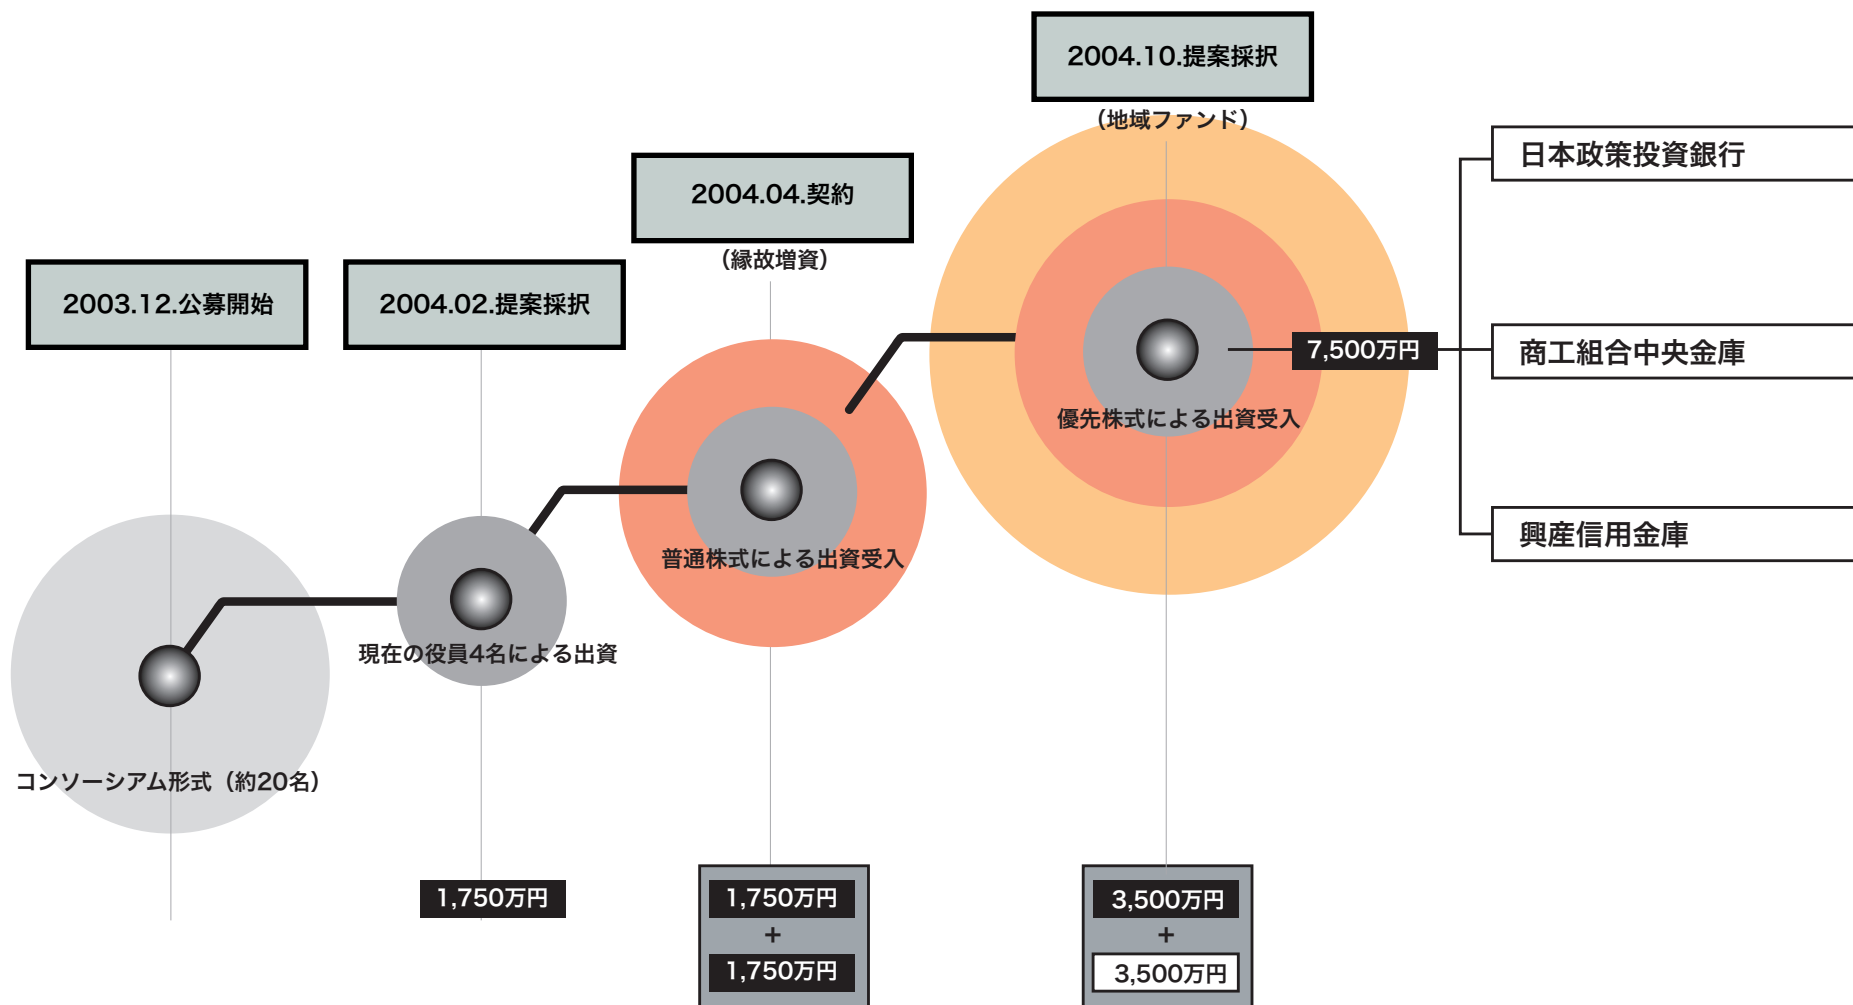 2004.10.提案採択
（地域ファンド）
日本政策投資銀行
2004.04.契約
（縁故増資）
2003.12.公募開始
2004.02.提案採択
7,500万円
商工組合中央金庫
優先株式による出資受入
興産信用金庫
普通株式による出資受入
現在の役員4名による出資
コンソーシアム形式（約20名）
1,750万円
1,750万円
+
1,750万円
3,500万円
+
3,500万円